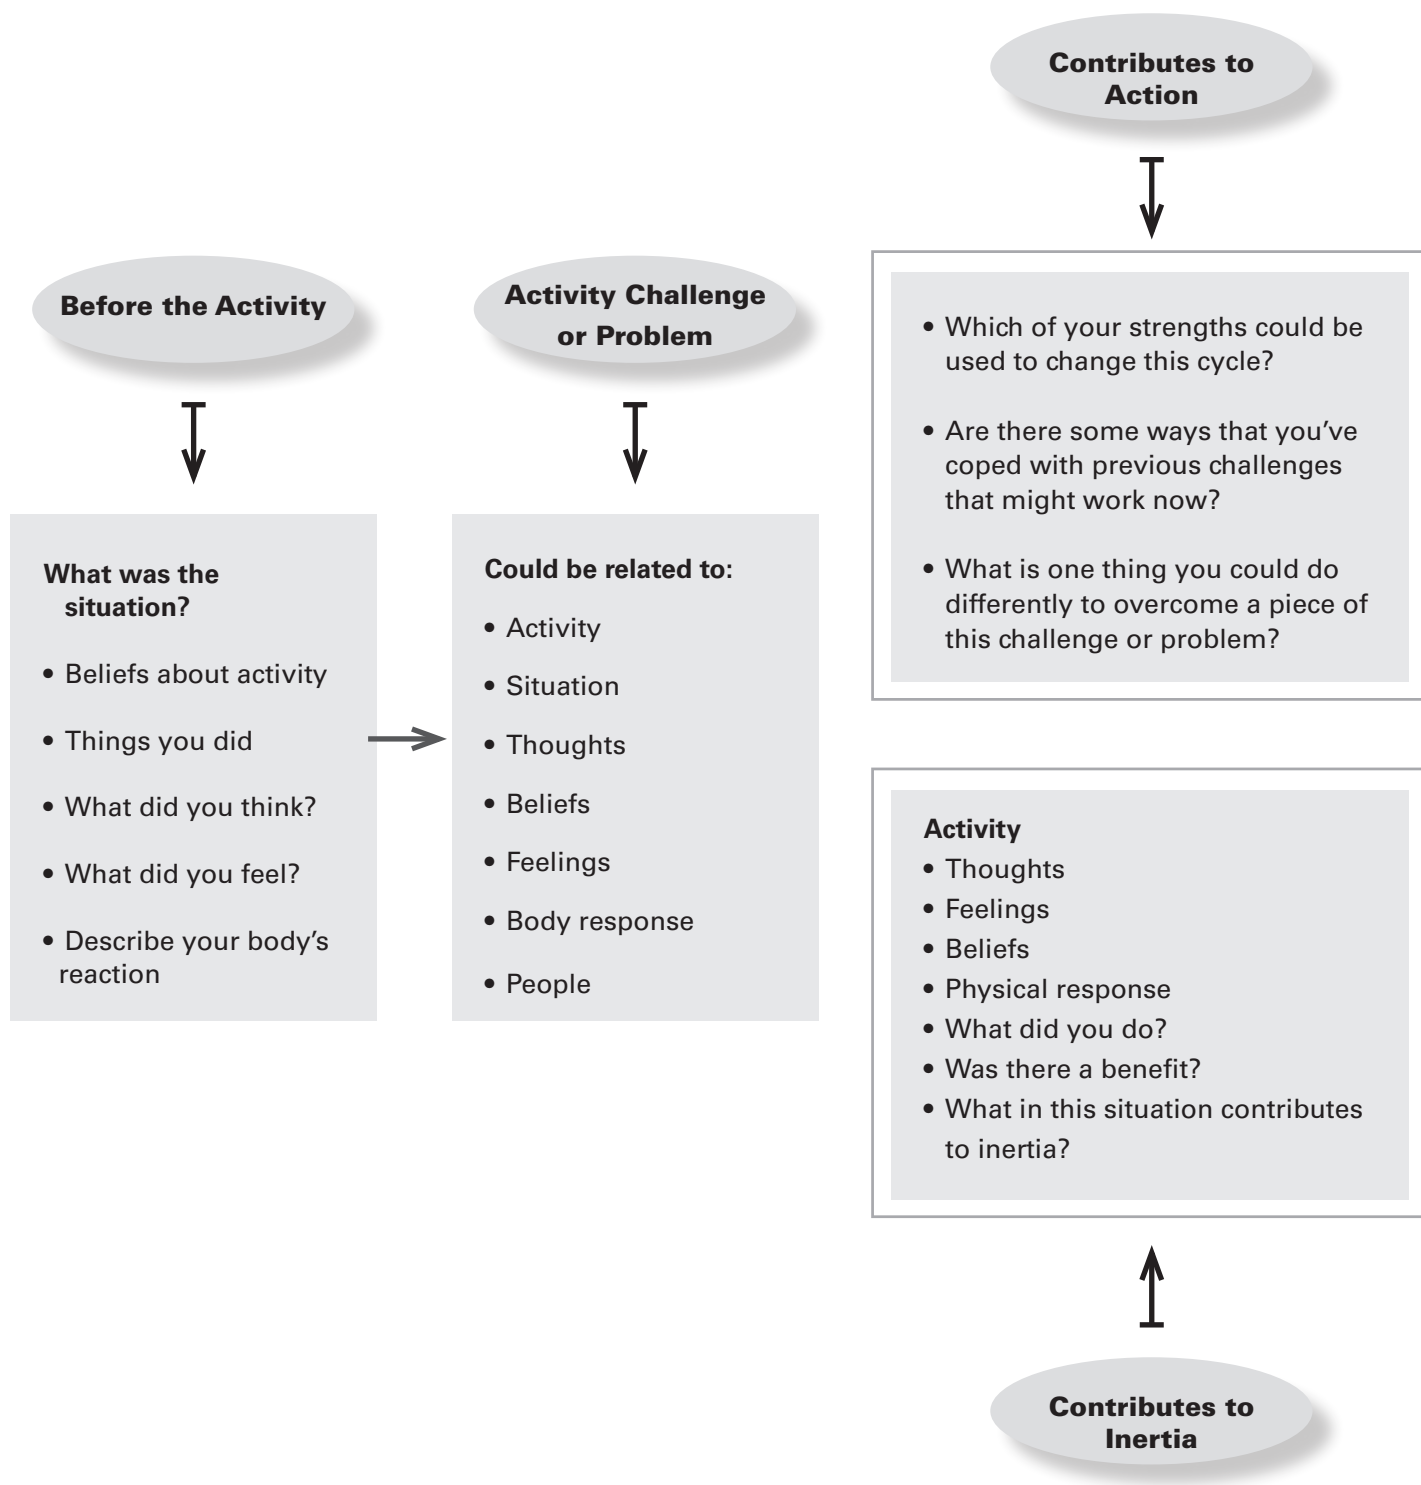 Before the Activity
What was the
situation?
• Beliefs about activity
• Things you did
• What did you think?
• What did you feel?
• Describe your body’s
reaction
Activity Challenge
or Problem
Could be related to:
• Activity
• Situation
• Thoughts
• Beliefs
• Feelings
• Body response
• People
Contributes to
Action
• Which of your strengths could be
used to change this cycle?
• Are there some ways that you’ve
coped with previous challenges
that might work now?
• What is one thing you could do
differently to overcome a piece of
this challenge or problem?
Activity
• Thoughts
• Feelings
• Beliefs
• Physical response
• What did you do?
• Was there a benefit?
• What in this situation contributes
to inertia?
Contributes to
Inertia